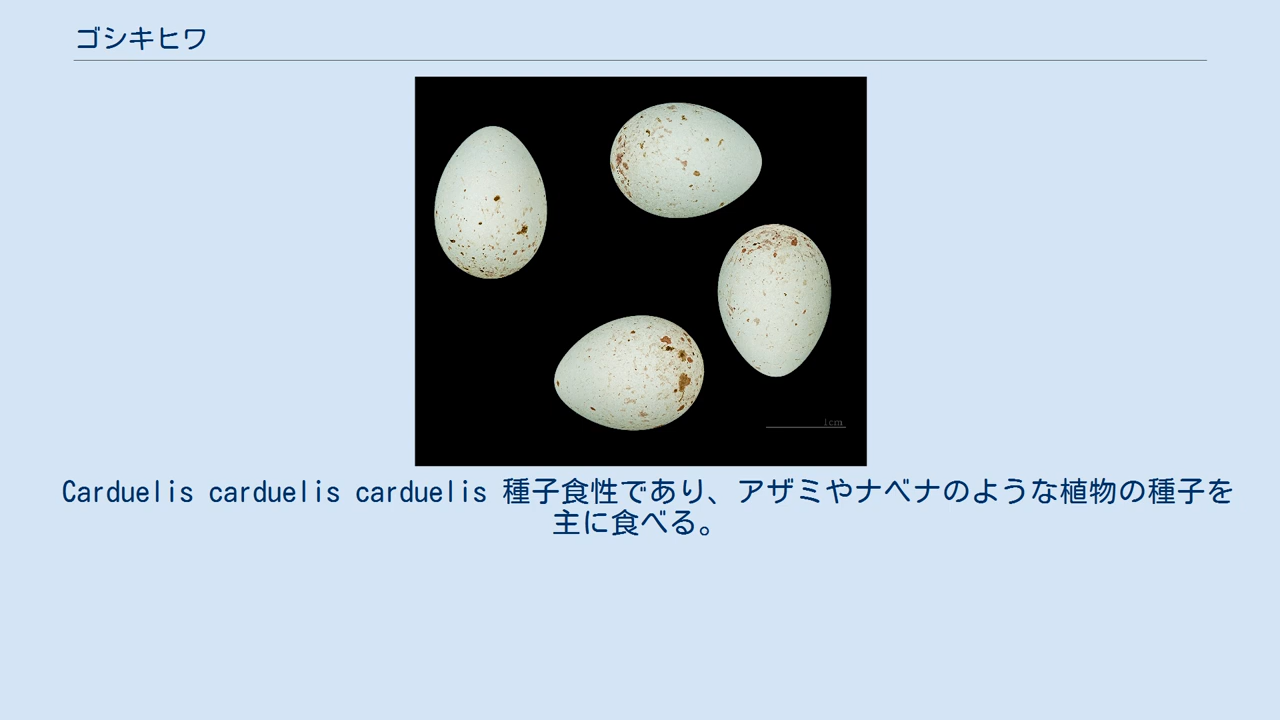 ゴシキヒワ
1cm
Carduelis carduelis carduelis 種子食性であり、アザミやナベナのような植物の種子を
主に食べる。